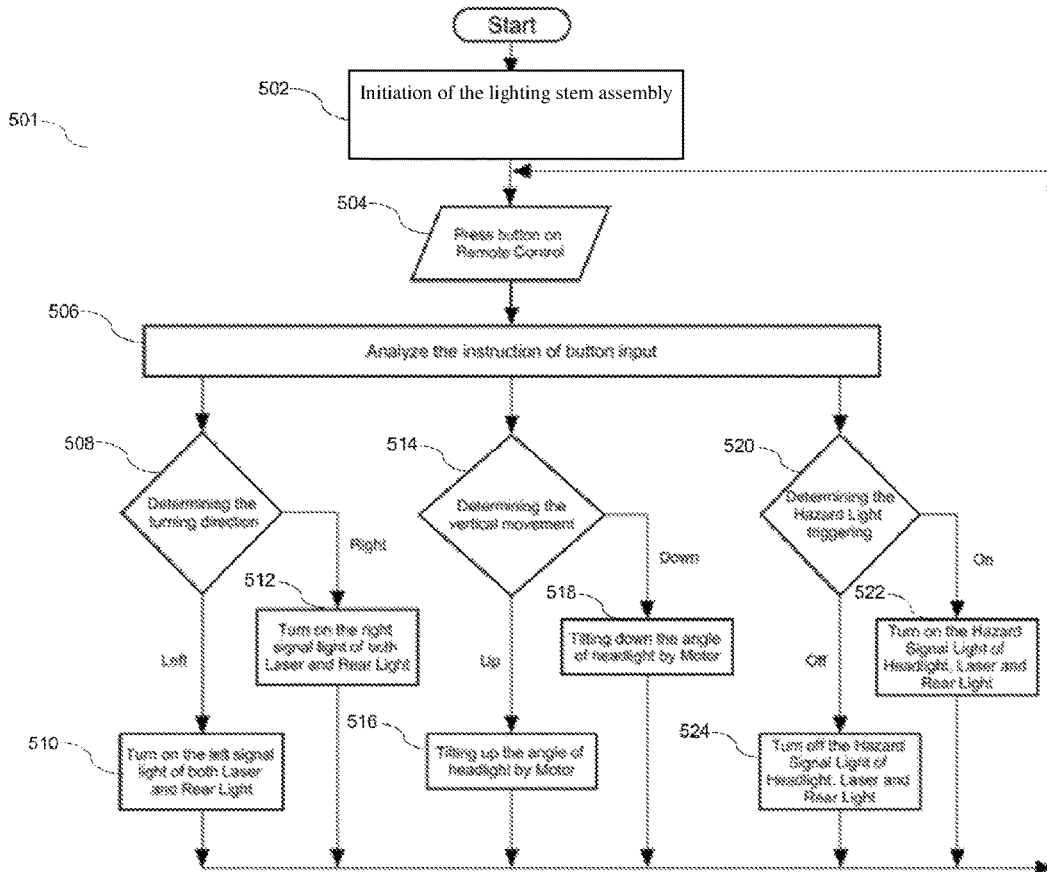 Start
502
Initiation of the lighting stem assembly
501
504
Press button on
Remote Control
506
Analyze the instruction of button input
508
Determining the
turning direction
514
Determining the
vertical movement
520
Determining the
Hazard Light
triggering
Right
Down
On
512
Turn on the right
signal light of both
Laser and Rear Light
518
Tilting down the angle
of headlight by Motor
522
Turn on the Hazard
Signal Light of
Headlight, Laser and
Rear Light
Left
Up
Off
510
Turn on the left signal
light of both Laser
and Rear Light
516
Tilting up the angle of
headlight by Motor
524
Turn off the Hazard
Signal Light of
Headlight, Laser and
Rear Light